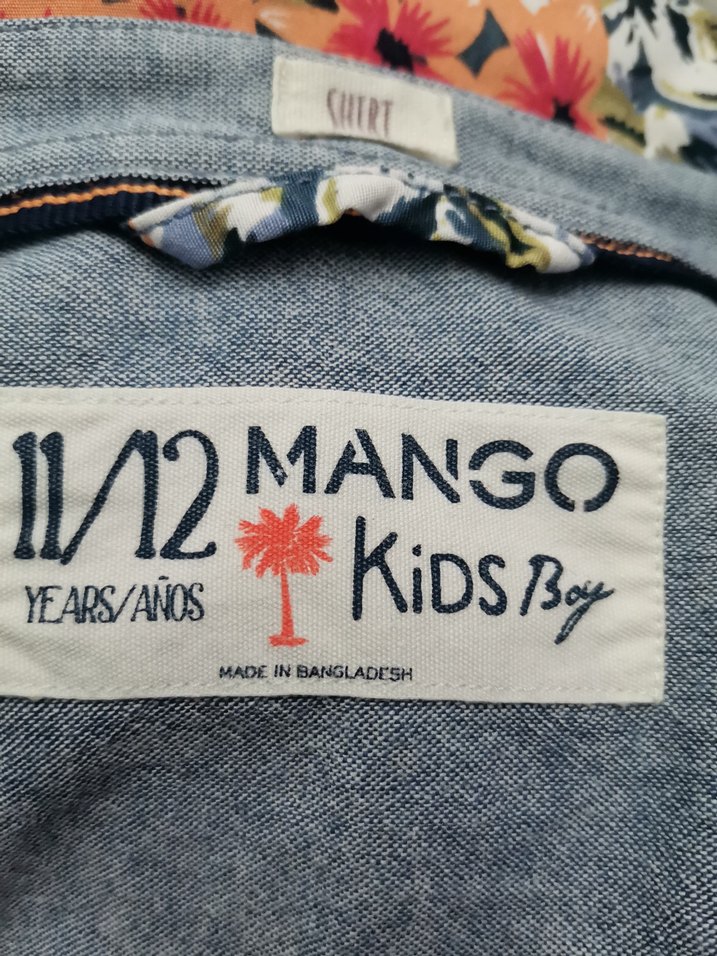 SHIRT
11/12
YEARS/AÑOS
MANGO
KiDS Boy
MADE IN BANGLADESH